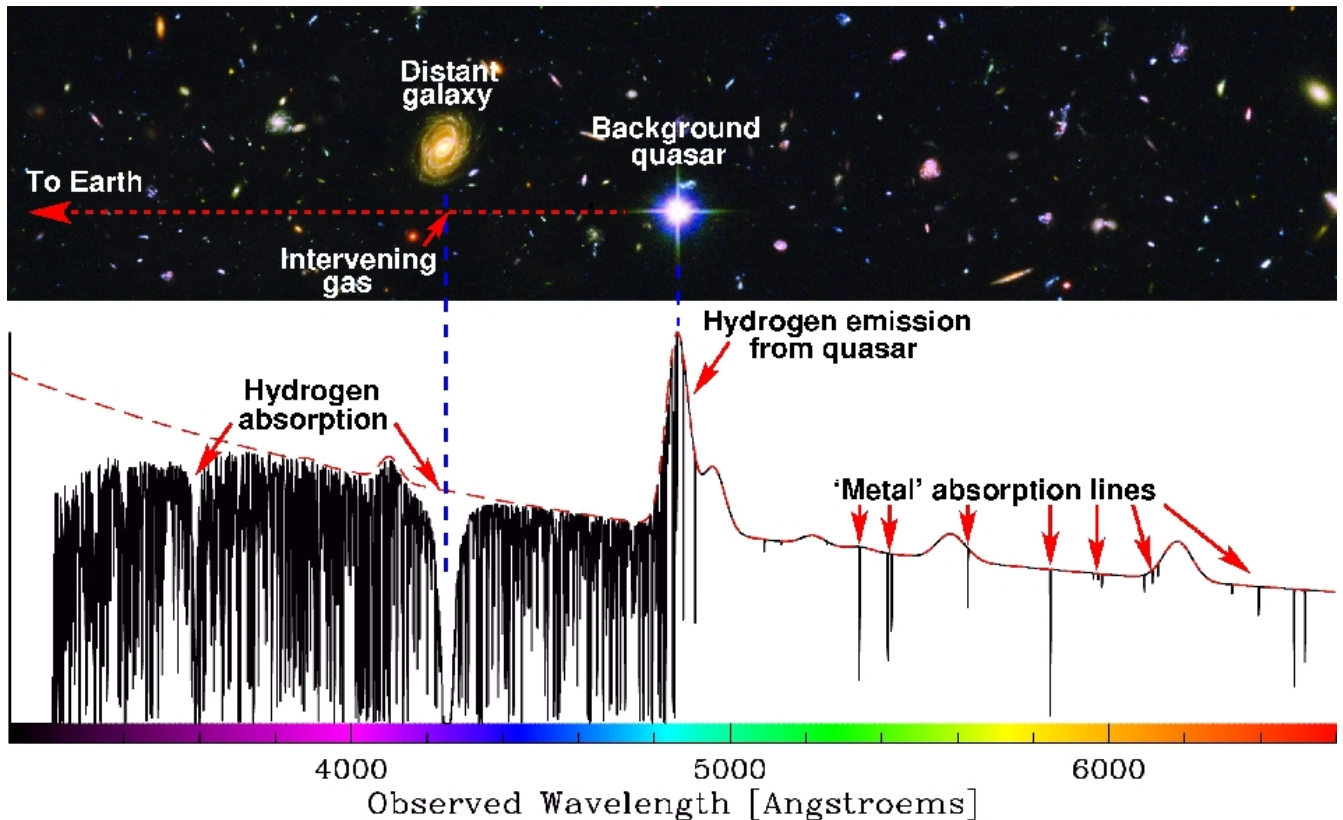 Distant
galaxy
Background
quasar
To Earth
Intervening
gas
Hydrogen emission
from quasar
Hydrogen
absorption
‘Metal’ absorption lines
4000 5000 6000
Observed Wavelength [Angstroems]